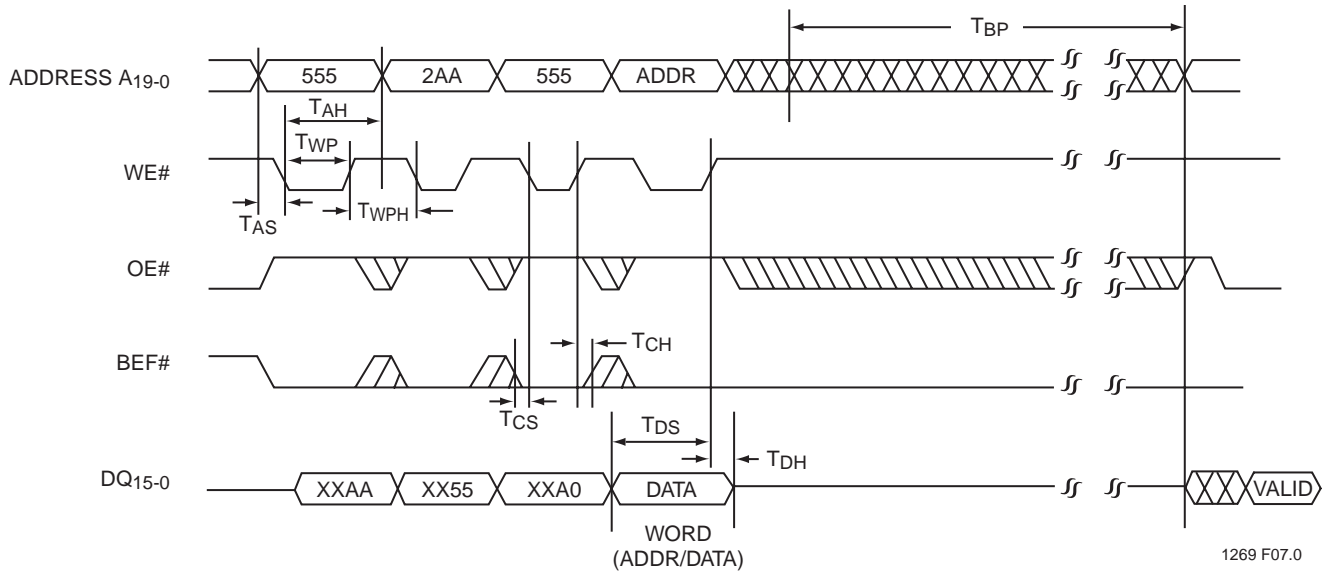 TBP
ADDRESS A19-0
555
2AA
555
ADDR
TAH
TWP
WE#
TAS
TWPH
OE#
BEF#
TCH
TCS
TDS
TDH
DQ15-0
XXAA
XX55
XXA0
DATA
VALID
WORD
(ADDR/DATA)
1269 F07.0